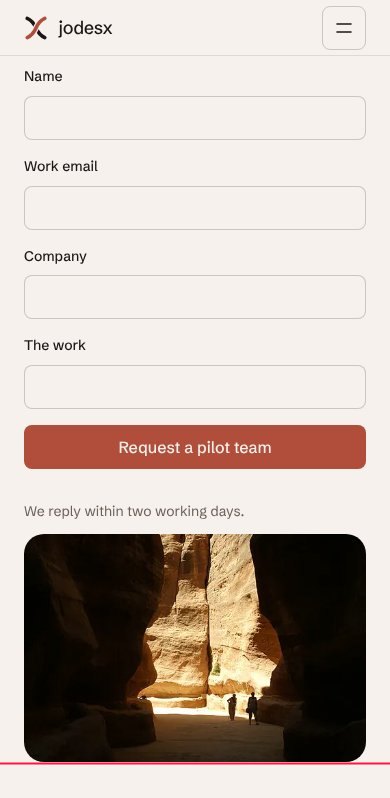 jodesx
Name
Work email
Company
The work
Request a pilot team
We reply within two working days.